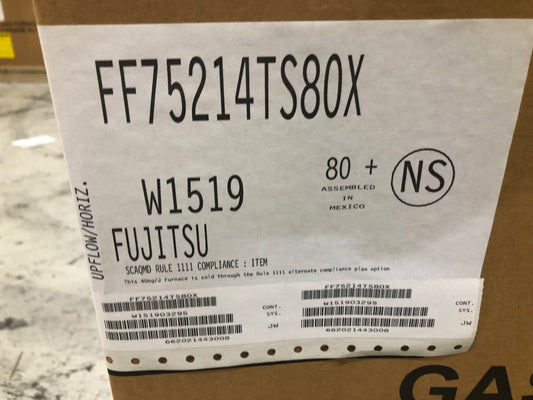 FF75214TS80X
W1519
80 +
ASSEMBLED
IN
MEXICO
NS
UPFLOW/HORIZ.
FUJITSU
SCAQMD RULE 1111 COMPLIANCE : ITEM
This 40ng/J furnace is sold through the Rule 1111 alternate compliance plan option
FF75214TS80X
W151903295
662021443008
CONT.
SYS.
JW
FF75214TS80X
W151903295
662021443008
CONT.
SYS.
JW
GAS